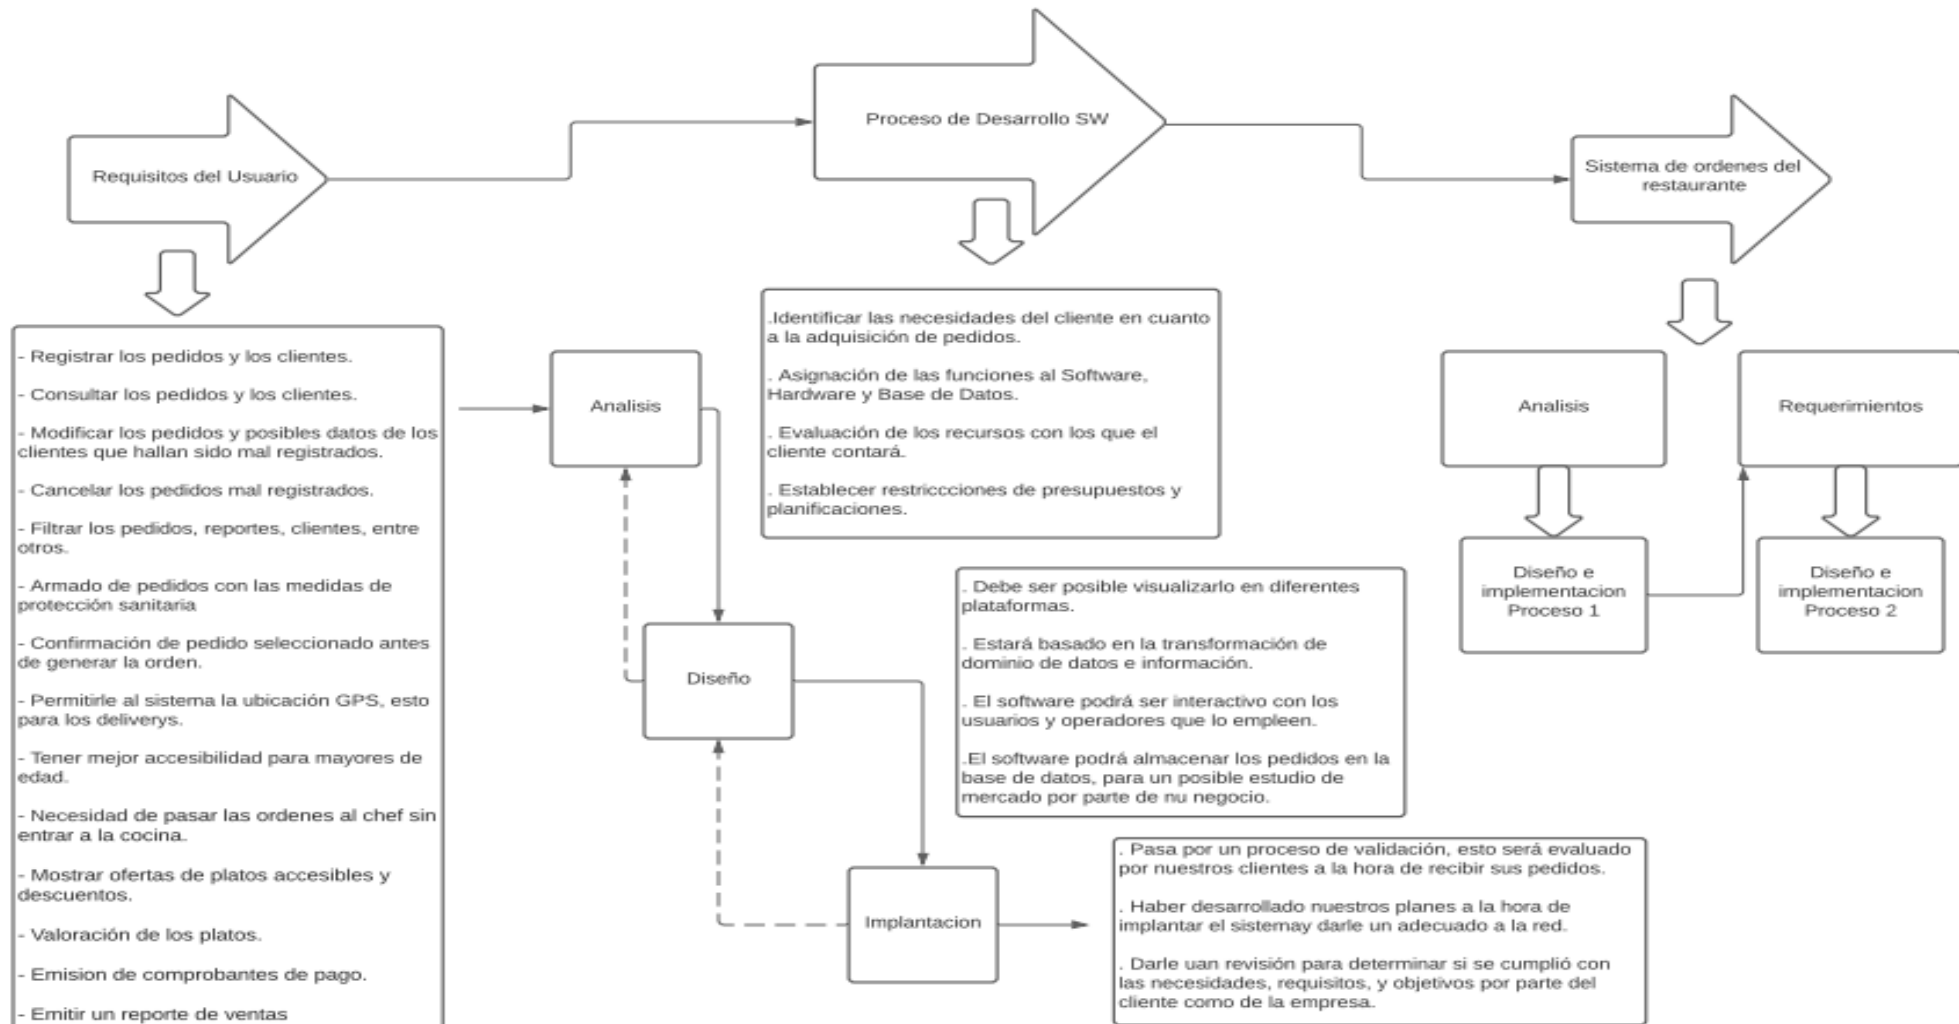 Requisitos del Usuario
Proceso de Desarrollo SW
Sistema de ordenes del
restaurante
- Registrar los pedidos y los clientes.
- Consultar los pedidos y los clientes.
- Modificar los pedidos y posibles datos de los
clientes que hallan sido mal registrados.
- Cancelar los pedidos mal registrados.
- Filtrar los pedidos, reportes, clientes, entre
otros.
- Armado de pedidos con las medidas de
protección sanitaria
- Confirmación de pedido seleccionado antes
de generar la orden.
- Permitirle al sistema la ubicación GPS, esto
para los deliverys.
- Tener mejor accesibilidad para mayores de
edad.
- Necesidad de pasar las ordenes al chef sin
entrar a la cocina.
- Mostrar ofertas de platos accesibles y
descuentos.
- Valoración de los platos.
- Emision de comprobantes de pago.
- Emitir un reporte de ventas
Analisis
Diseño
Implantacion
.Identificar las necesidades del cliente en cuanto
a la adquisición de pedidos.
. Asignación de las funciones al Software,
Hardware y Base de Datos.
. Evaluación de los recursos con los que el
cliente contará.
. Establecer restriccciones de presupuestos y
planificaciones.
. Debe ser posible visualizarlo en diferentes
plataformas.
. Estará basado en la transformación de
dominio de datos e información.
. El software podrá ser interactivo con los
usuarios y operadores que lo empleen.
.El software podrá almacenar los pedidos en la
base de datos, para un posible estudio de
mercado por parte de nu negocio.
. Pasa por un proceso de validación, esto será evaluado
por nuestros clientes a la hora de recibir sus pedidos.
. Haber desarrollado nuestros planes a la hora de
implantar el sistemay darle un adecuado a la red.
. Darle uan revisión para determinar si se cumplió con
las necesidades, requisitos, y objetivos por parte del
cliente como de la empresa.
Analisis
Requerimientos
Diseño e
implementacion
Proceso 1
Diseño e
implementacion
Proceso 2